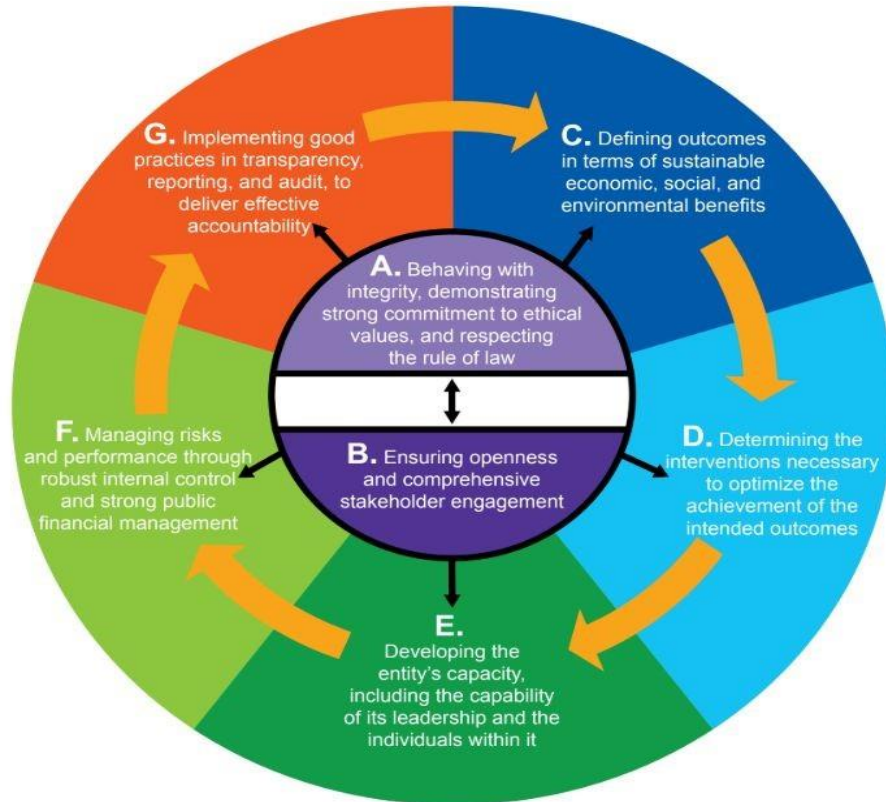 A. Behaving with
integrity, demonstrating
strong commitment to ethical
values, and respecting
the rule of law
B. Ensuring openness
and comprehensive
stakeholder engagement
C. Defining outcomes
in terms of sustainable
economic, social, and
environmental benefits
D. Determining the
interventions necessary
to optimize the
achievement of the
intended outcomes
E.
Developing the
entity's capacity,
including the capability
of its leadership and the
individuals within it
F. Managing risks
and performance through
robust internal control
and strong public
financial management
G. Implementing good
practices in transparency,
reporting, and audit, to
deliver effective
accountability